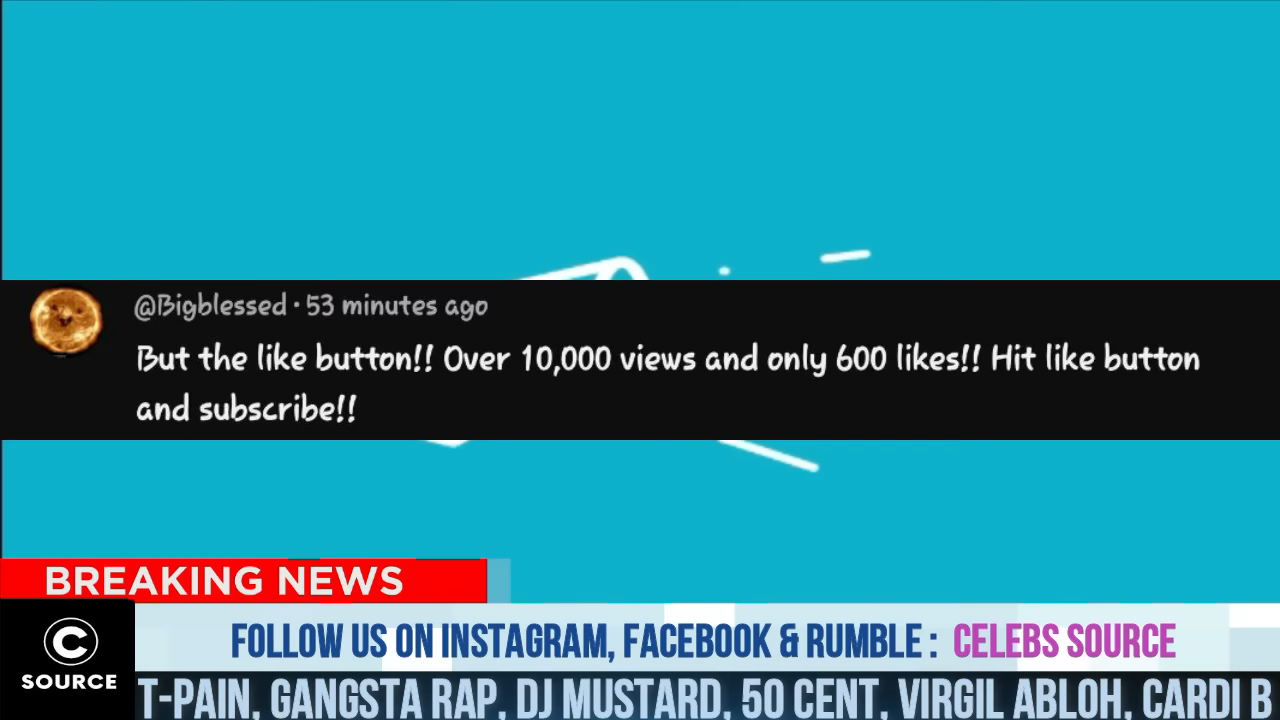 @Bigblessed · 53 minutes ago
But the like button!! Over 10,000 views and only 600 likes!! Hit like button
and subscribe!!
BREAKING NEWS
C
SOURCE
FOLLOW US ON INSTAGRAM, FACEBOOK & RUMBLE : CELEBS SOURCE
T-PAIN, GANGSTA RAP, DJ MUSTARD, 50 CENT, VIRGIL ABLOH, CARDI B